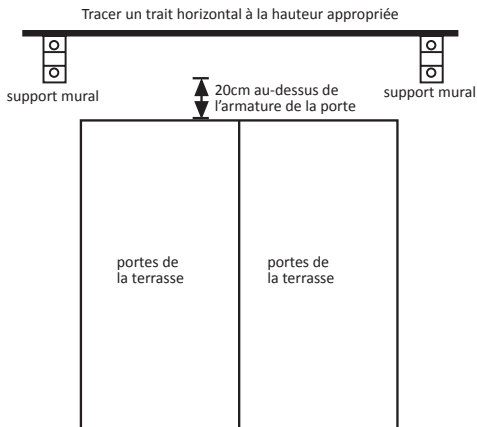 Tracer un trait horizontal à la hauteur appropriée
support mural
20cm au-dessus de
l’armature de la porte
support mural
portes de
la terrasse
portes de
la terrasse